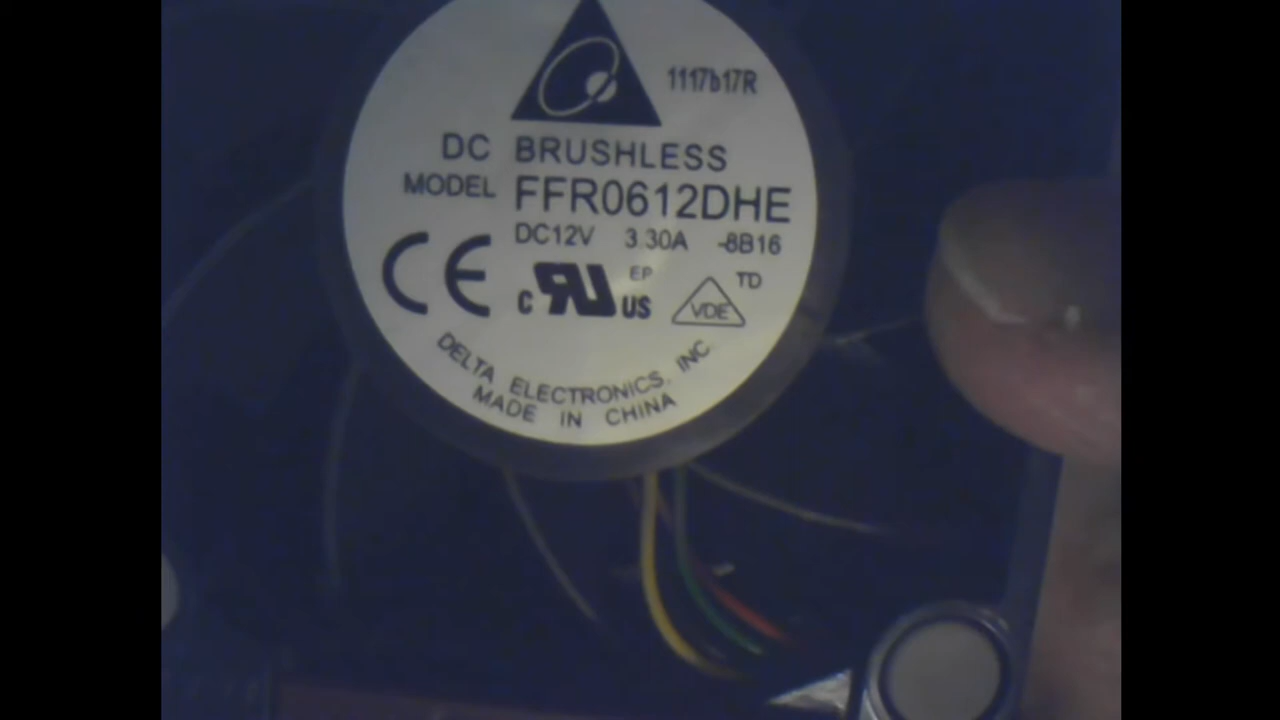 1117b17R
DC BRUSHLESS
MODEL FFR0612DHE
DC12V 3.30A -8B16
CE
c RU US EP
VDE TD
DELTA ELECTRONICS, INC.
MADE IN CHINA